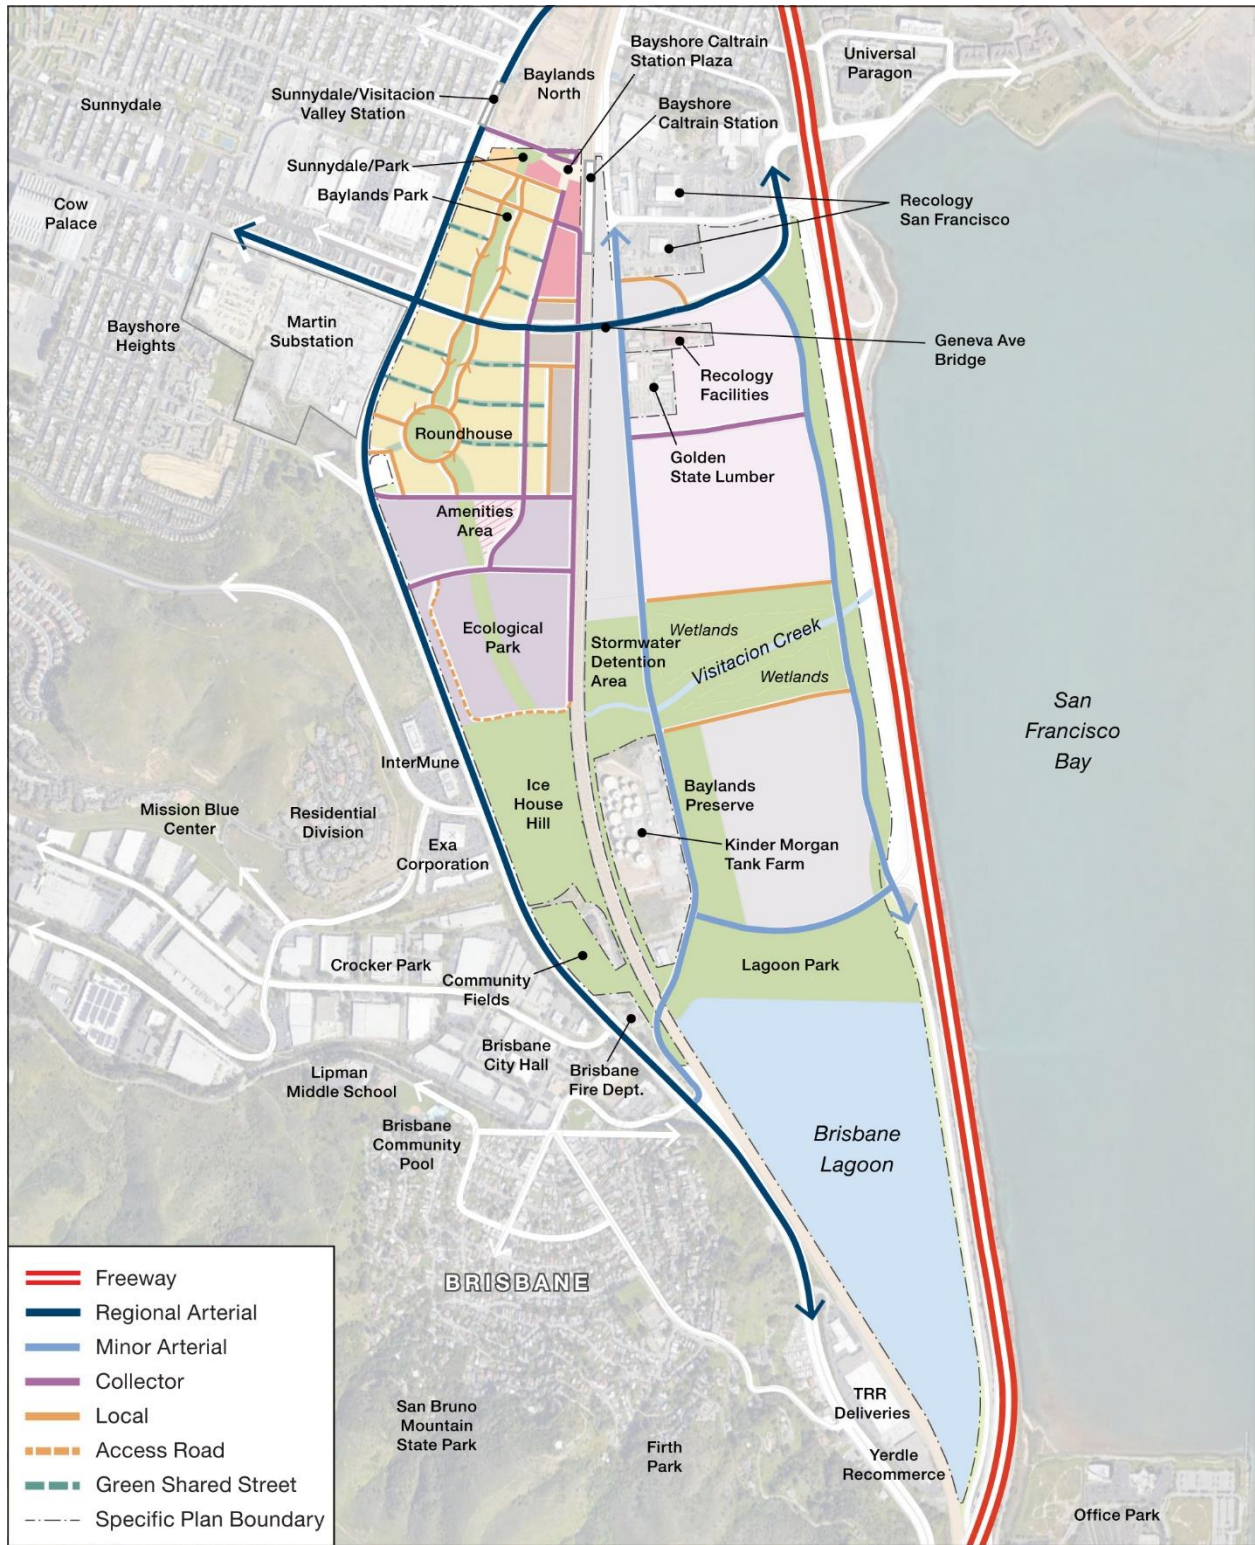 Bayshore Caltrain
Station Plaza
Universal
Paragon
Baylands
North
Sunnydale
Sunnydale/Visitacion
Valley Station
Bayshore
Caltrain Station
Sunnydale/Park
Baylands Park
Cow
Palace
Recology
San Francisco
Bayshore
Heights
Martin
Substation
Geneva Ave
Bridge
Recology
Facilities
Roundhouse
Golden
State Lumber
Amenities
Area
Ecological
Park
Stormwater
Detention
Area
Wetlands
Visitacion Creek
Wetlands
San
Francisco
Bay
InterMune
Ice
House
Hill
Baylands
Preserve
Mission Blue
Center
Residential
Division
Exa
Corporation
Kinder Morgan
Tank Farm
Crocker Park
Community
Fields
Lagoon Park
Brisbane
City Hall
Brisbane
Fire Dept.
Lipman
Middle School
Brisbane
Community
Pool
Brisbane
Lagoon
BRISBANE
Freeway
Regional Arterial
Minor Arterial
Collector
Local
Access Road
Green Shared Street
Specific Plan Boundary
San Bruno
Mountain
State Park
Firth
Park
TRR
Deliveries
Yerdle
Recommerce
Office Park